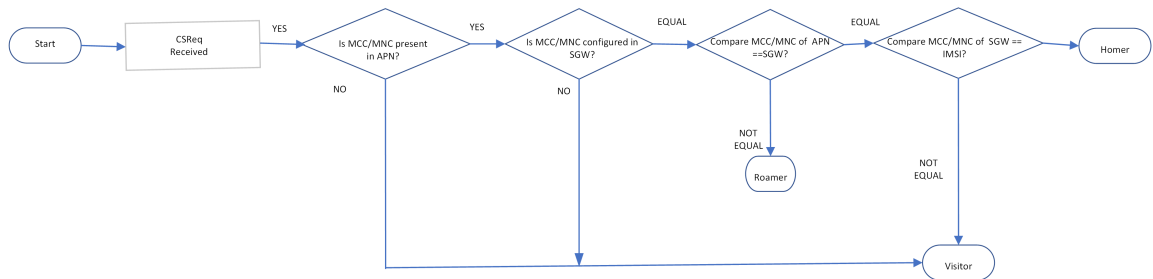 Start
CSReq
Received
YES
Is MCC/MNC present
in APN?
YES
Is MCC/MNC configured in
SGW?
EQUAL
Compare MCC/MNC of APN
==SGW?
EQUAL
Compare MCC/MNC of SGW ==
IMSI?
Homer
NO
NO
NOT
EQUAL
Roamer
NOT
EQUAL
Visitor